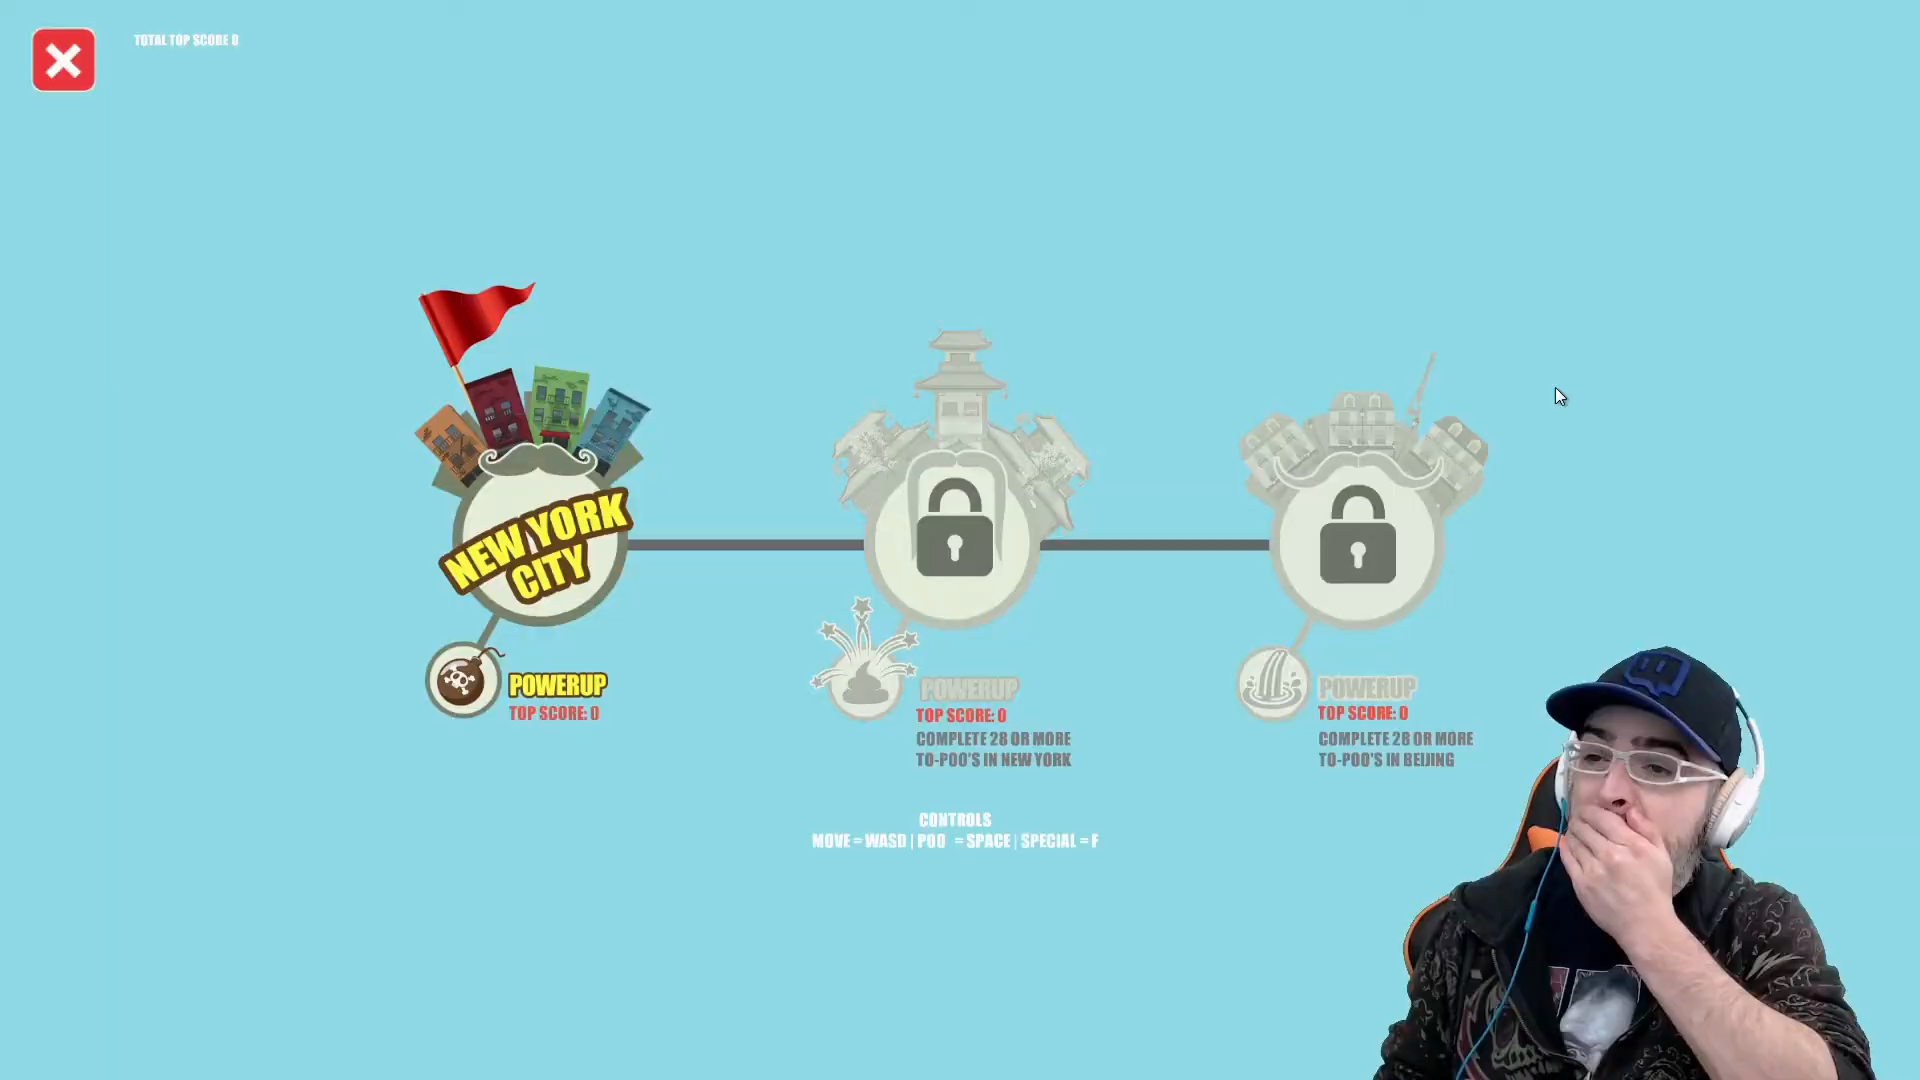 TOTAL TOP SCORE 0
NEW YORK
CITY
POWERUP
TOP SCORE: 0
POWERUP
TOP SCORE: 0
COMPLETE 28 OR MORE
TO-POO'S IN NEW YORK
POWERUP
TOP SCORE: 0
COMPLETE 28 OR MORE
TO-POO'S IN BEIJING
CONTROLS
MOVE = WASD | POO = SPACE | SPECIAL = F